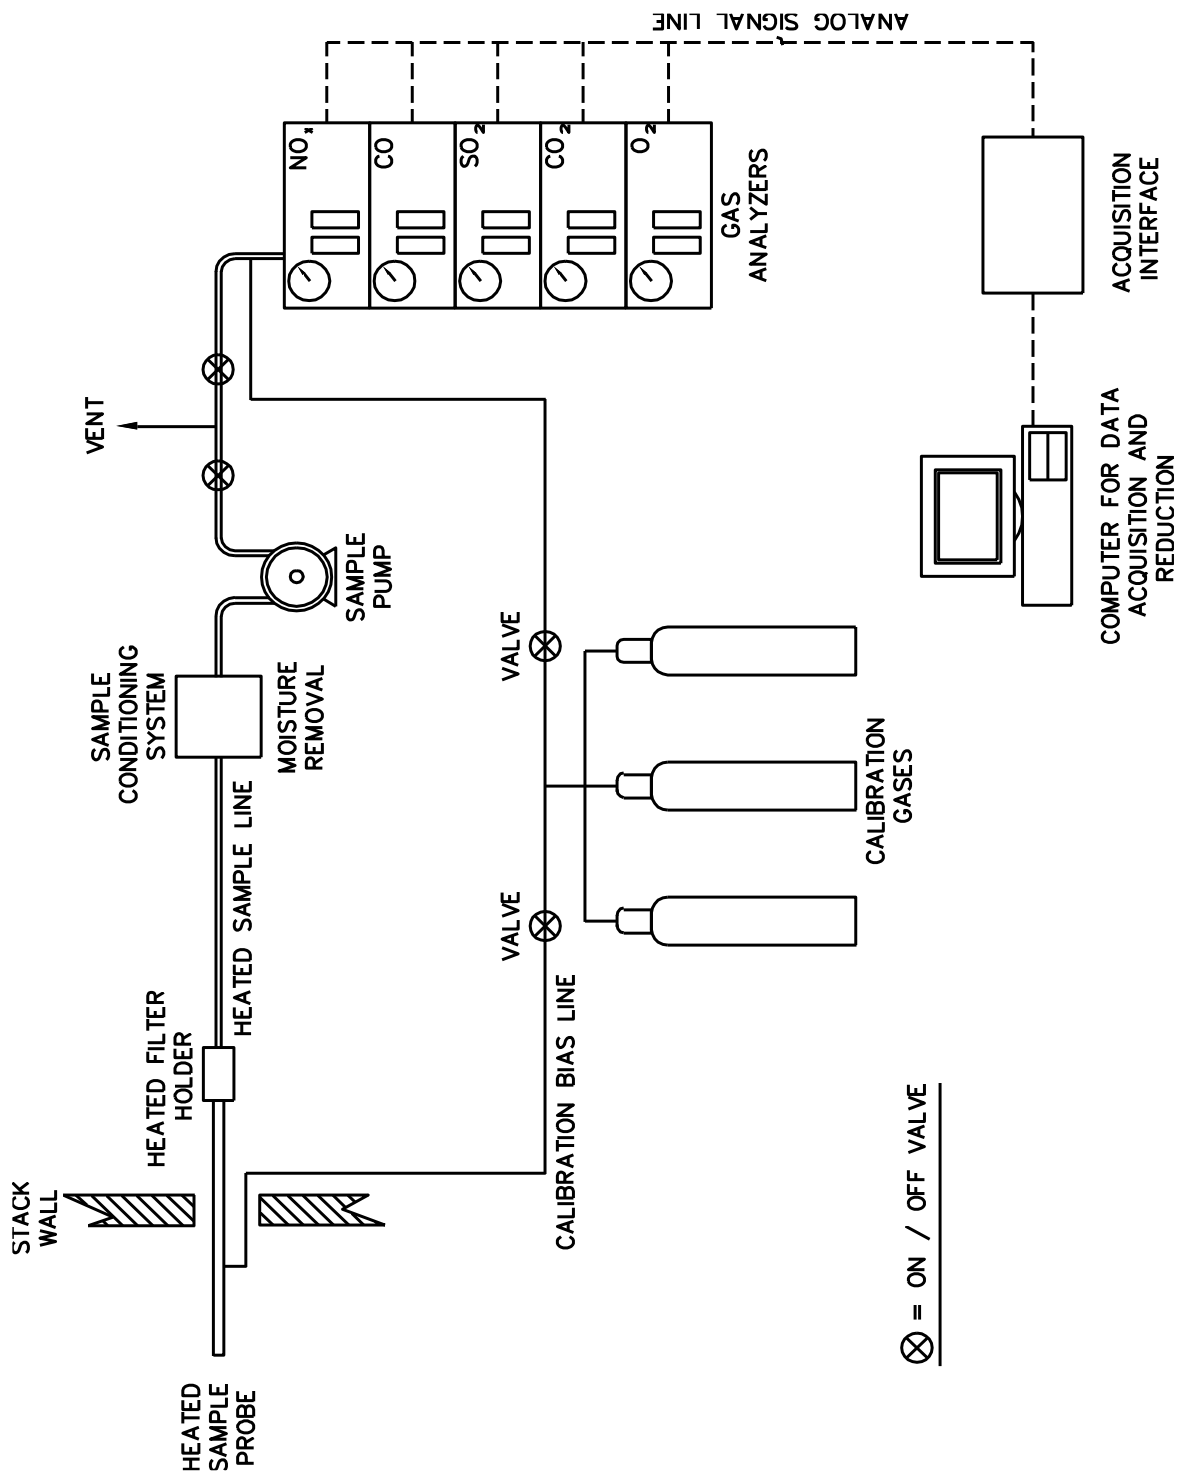 STACK
WALL
HEATED
SAMPLE
PROBE
HEATED FILTER
HOLDER
HEATED SAMPLE LINE
SAMPLE
CONDITIONING
SYSTEM
MOISTURE
REMOVAL
SAMPLE
PUMP
VENT
NOₓ
CO
SO₂
CO₂
O₂
GAS
ANALYZERS
ANALOG SIGNAL LINE
CALIBRATION BIAS LINE
VALVE
VALVE
CALIBRATION
GASES
ACQUISITION
INTERFACE
COMPUTER FOR DATA
ACQUISITION AND
REDUCTION
= ON / OFF VALVE